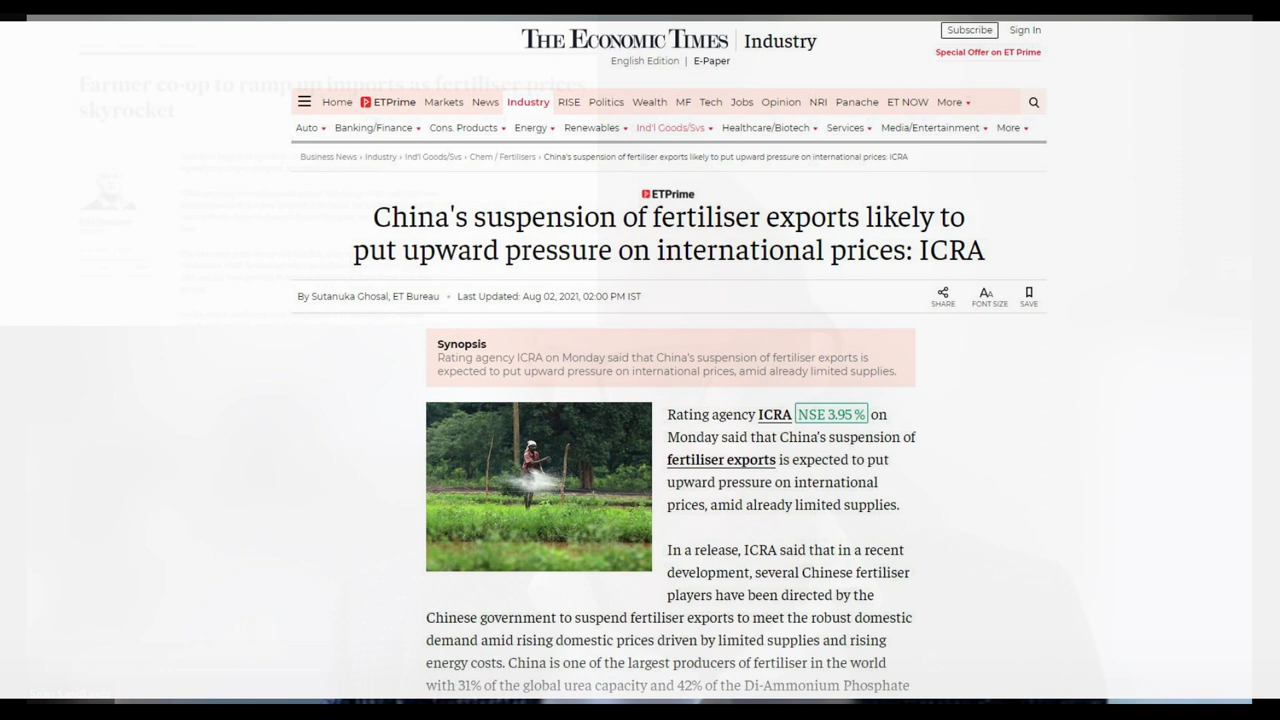 THE ECONOMIC TIMES | Industry
Subscribe Sign In
English Edition | E-Paper
Special Offer on ET Prime
Farmer co-op to ramp up imports as fertiliser prices
skyrocket
Home ETPrime Markets News Industry RISE Politics Wealth MF Tech Jobs Opinion NRI Panache ET NOW More
Auto Banking/Finance Cons. Products Energy Renewables Ind'l Goods/Svs Healthcare/Biotech Services Media/Entertainment More
Business News › Industry › Ind'l Goods/Svs › Chem / Fertilisers › China's suspension of fertiliser exports likely to put upward pressure on international prices: ICRA
ETPrime
China's suspension of fertiliser exports likely to
put upward pressure on international prices: ICRA
By Sutanuka Ghosal, ET Bureau • Last Updated: Aug 02, 2021, 02:00 PM IST
SHARE FONT SIZE SAVE
Synopsis
Rating agency ICRA on Monday said that China's suspension of fertiliser exports is
expected to put upward pressure on international prices, amid already limited supplies.
Rating agency ICRA NSE 3.95 % on
Monday said that China's suspension of
fertiliser exports is expected to put
upward pressure on international
prices, amid already limited supplies.
In a release, ICRA said that in a recent
development, several Chinese fertiliser
players have been directed by the
Chinese government to suspend fertiliser exports to meet the robust domestic
demand amid rising domestic prices driven by limited supplies and rising
energy costs. China is one of the largest producers of fertiliser in the world
with 31% of the global urea capacity and 42% of the Di-Ammonium Phosphate